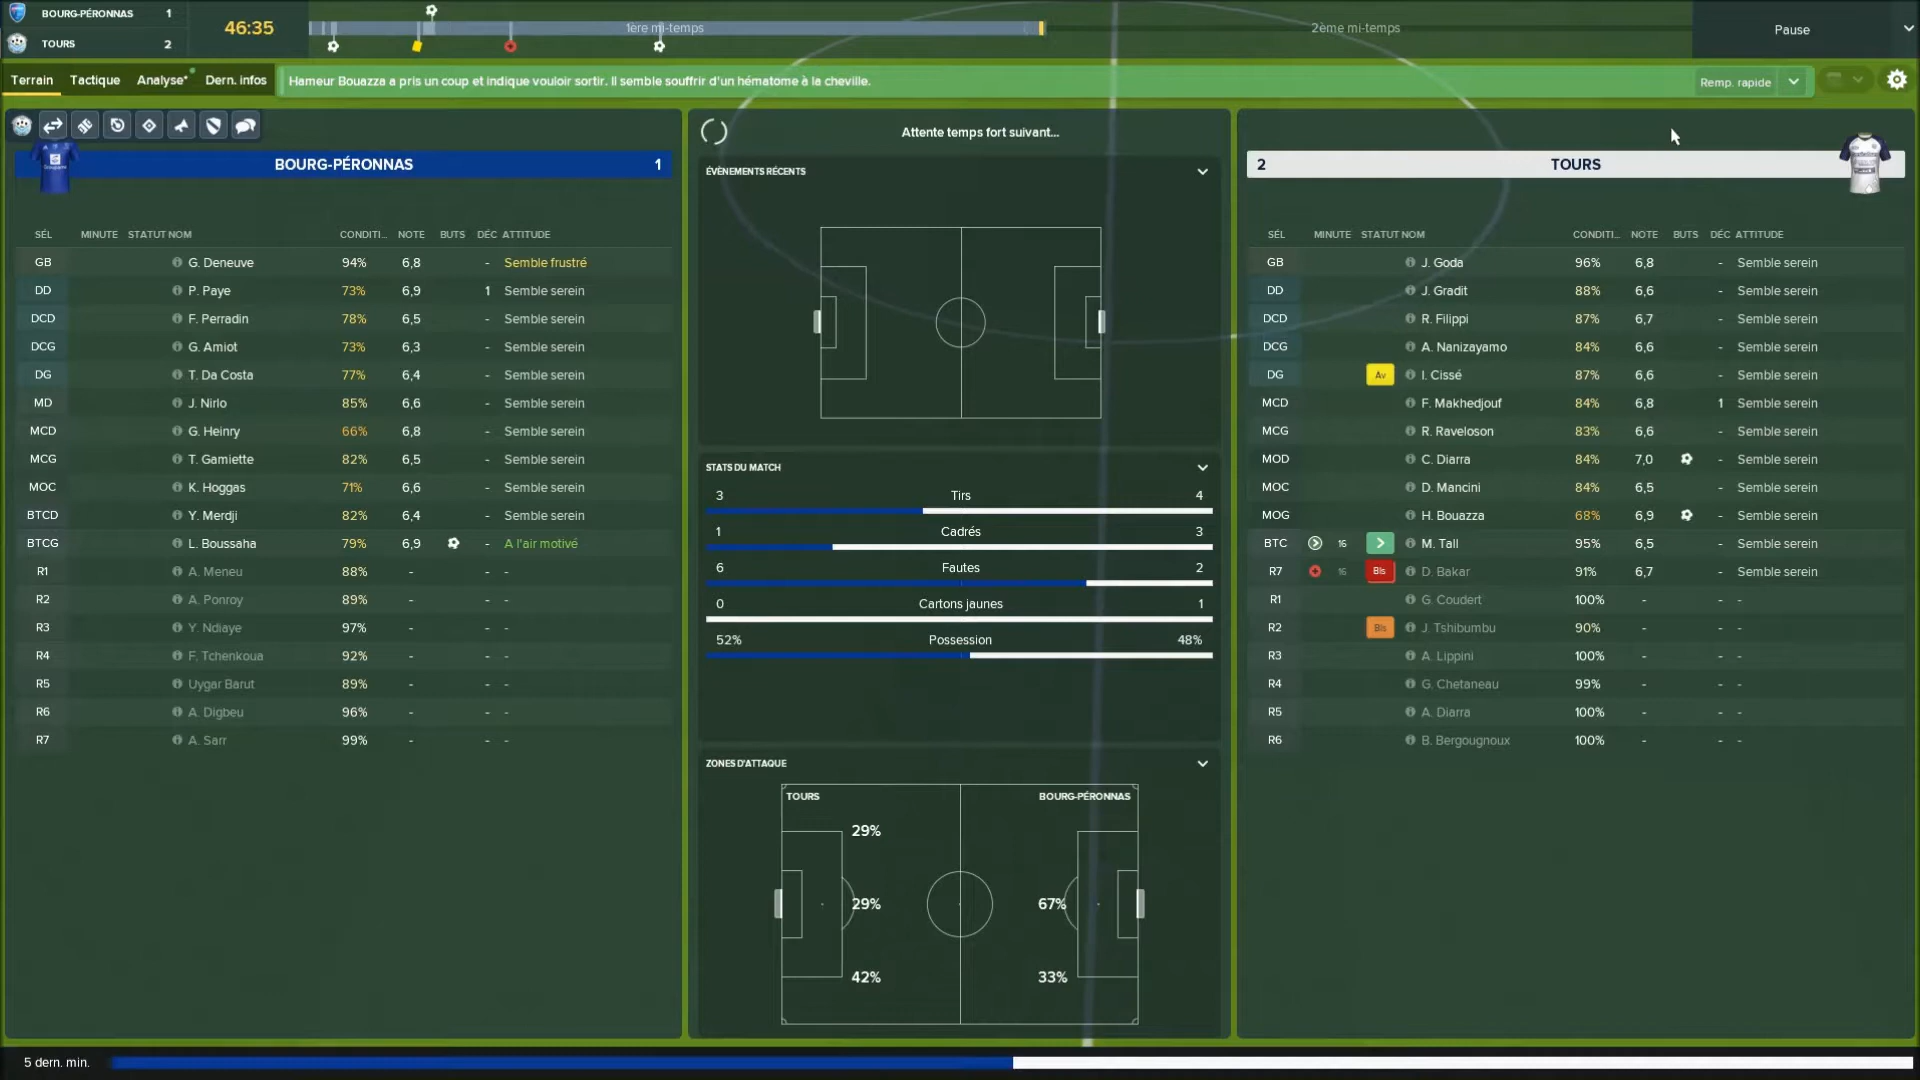 BOURG-PÉRONNAS 1
TOURS 2
46:35
1ère mi-temps
2ème mi-temps
Pause
Terrain Tactique Analyse* Dern. infos
Hameur Bouazza a pris un coup et indique vouloir sortir. Il semble souffrir d'un hématome à la cheville.
Remp. rapide
BOURG-PÉRONNAS 1
SÉL MINUTE STATUT NOM CONDITI... NOTE BUTS DÉC ATTITUDE
GB G. Deneuve 94% 6,8 - Semble frustré
DD P. Paye 73% 6,9 1 Semble serein
DCD F. Perradin 78% 6,5 - Semble serein
DCG G. Amiot 73% 6,3 - Semble serein
DG T. Da Costa 77% 6,4 - Semble serein
MD J. Nirlo 85% 6,6 - Semble serein
MCD G. Heinry 66% 6,8 - Semble serein
MCG T. Gamiette 82% 6,5 - Semble serein
MOC K. Hoggas 71% 6,6 - Semble serein
BTCD Y. Merdji 82% 6,4 - Semble serein
BTCG L. Boussaha 79% 6,9 - A l'air motivé
R1 A. Meneu 88% - - -
R2 A. Ponroy 89% - - -
R3 Y. Ndiaye 97% - - -
R4 F. Tchenkoua 92% - - -
R5 Uygar Barut 89% - - -
R6 A. Digbeu 96% - - -
R7 A. Sarr 99% - - -
Attente temps fort suivant...
ÉVÈNEMENTS RÉCENTS
STATS DU MATCH
3 Tirs 4
1 Cadrés 3
6 Fautes 2
0 Cartons jaunes 1
52% Possession 48%
ZONES D'ATTAQUE
TOURS BOURG-PÉRONNAS
29%
29% 67%
42% 33%
2 TOURS
SÉL MINUTE STATUT NOM CONDITI... NOTE BUTS DÉC ATTITUDE
GB J. Goda 96% 6,8 - Semble serein
DD J. Gradit 88% 6,6 - Semble serein
DCD R. Filippi 87% 6,7 - Semble serein
DCG A. Nanizayamo 84% 6,6 - Semble serein
DG Av I. Cissé 87% 6,6 - Semble serein
MCD F. Makhedjouf 84% 6,8 1 Semble serein
MCG R. Raveloson 83% 6,6 - Semble serein
MOD C. Diarra 84% 7,0 - Semble serein
MOC D. Mancini 84% 6,5 - Semble serein
MOG H. Bouazza 68% 6,9 - Semble serein
BTC 16 M. Tall 95% 6,5 - Semble serein
R7 16 Bls D. Bakar 91% 6,7 - Semble serein
R1 G. Coudert 100% - - -
R2 Bls J. Tshibumbu 90% - - -
R3 A. Lippini 100% - - -
R4 G. Chetaneau 99% - - -
R5 A. Diarra 100% - - -
R6 B. Bergougnoux 100% - - -
5 dern. min.